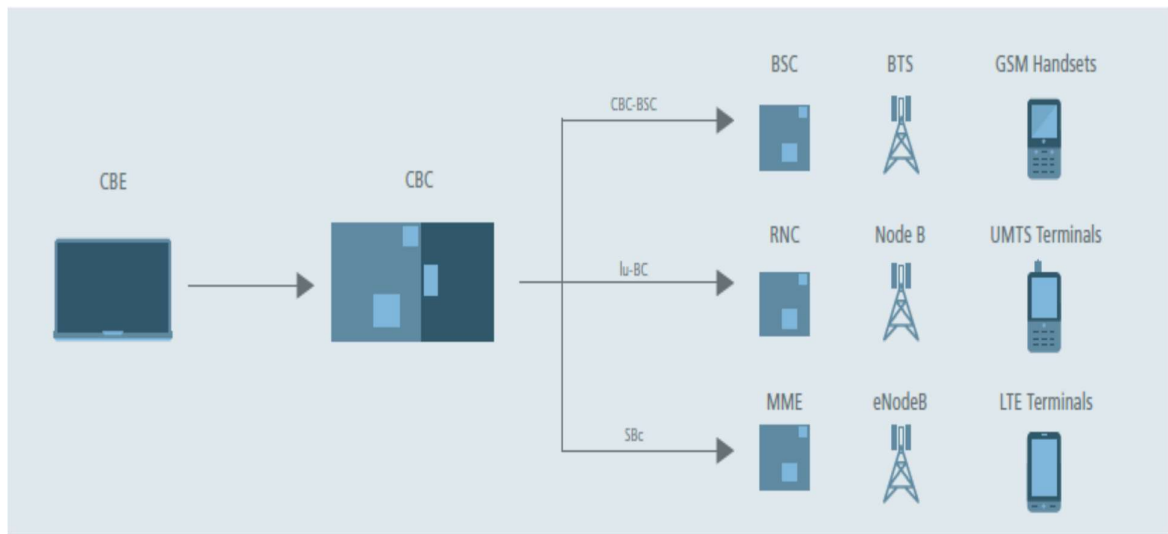 BSC BTS GSM Handsets
CBC-BSC
CBE CBC
RNC Node B UMTS Terminals
Iu-BC
MME eNodeB LTE Terminals
SBc